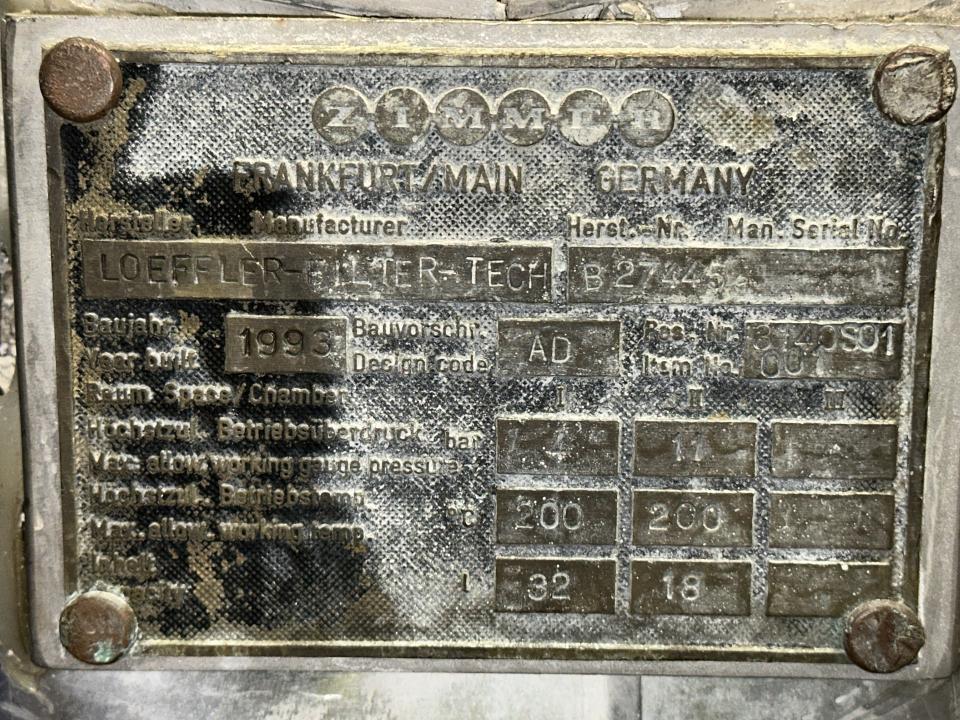 ZIMMER
FRANKFURT/MAIN GERMANY
Hersteller Manufacturer Herst.-Nr. Man. Serial No.
LOEFFLER-FILTER-TECH B 27445
Baujahr 1993 Bauvorschr. AD Pos.-Nr.
Year built Design code Item No. 001
Raum Space/Chamber I II III
Höchstzul. Betriebsüberdruck bar 4 11
Max. allow. working gauge pressure
Höchstzul. Betriebstemp. °C 200 200
Max. allow. working temp.
Inhalt l 32 18